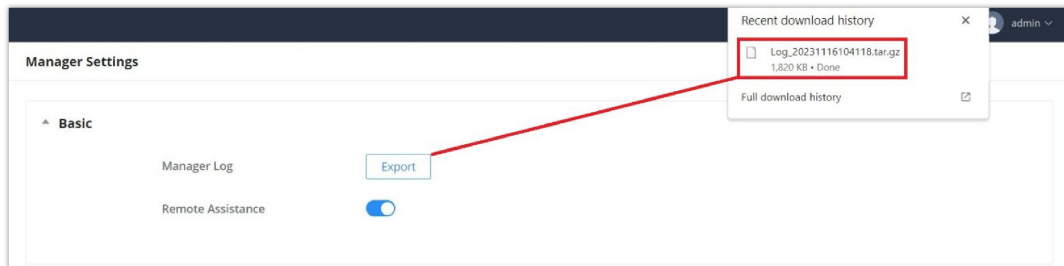 Recent download history
admin
Log_20231116104118.tar.gz
1,820 KB • Done
Manager Settings
Full download history
Basic
Manager Log
Export
Remote Assistance